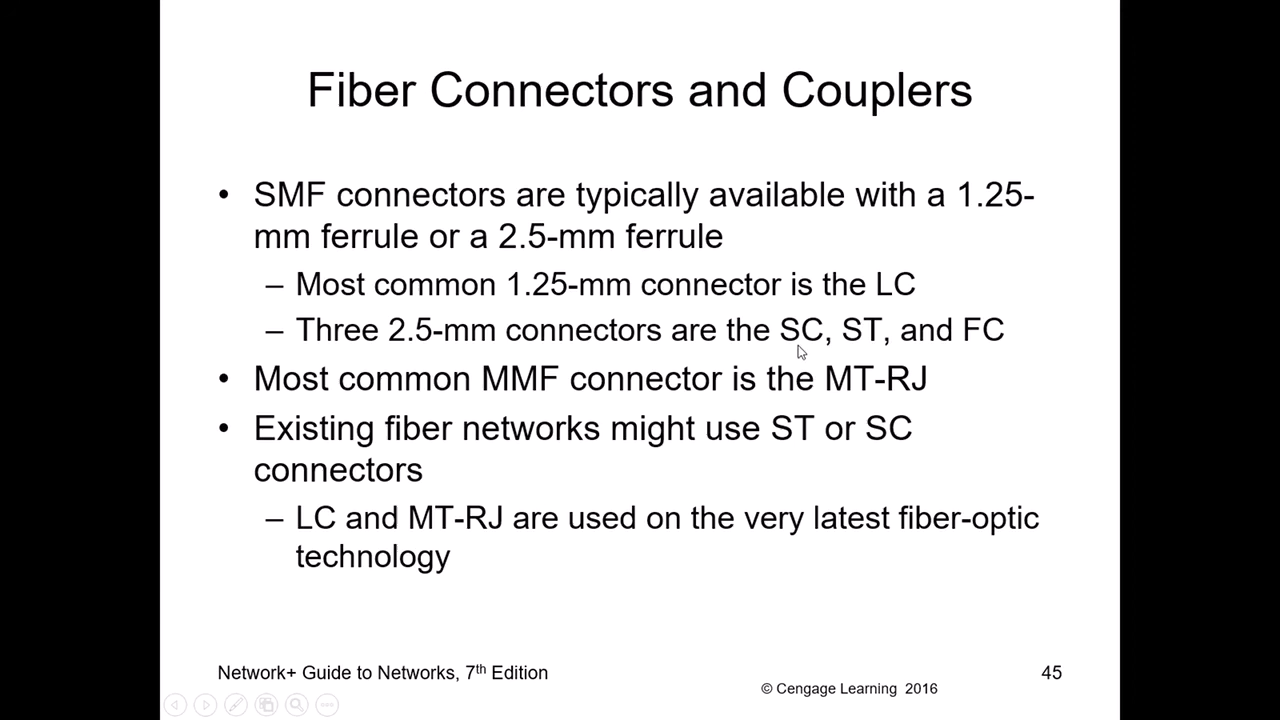 Fiber Connectors and Couplers
• SMF connectors are typically available with a 1.25-
mm ferrule or a 2.5-mm ferrule
– Most common 1.25-mm connector is the LC
– Three 2.5-mm connectors are the SC, ST, and FC
• Most common MMF connector is the MT-RJ
• Existing fiber networks might use ST or SC
connectors
– LC and MT-RJ are used on the very latest fiber-optic
technology
Network+ Guide to Networks, 7th Edition
45
© Cengage Learning 2016